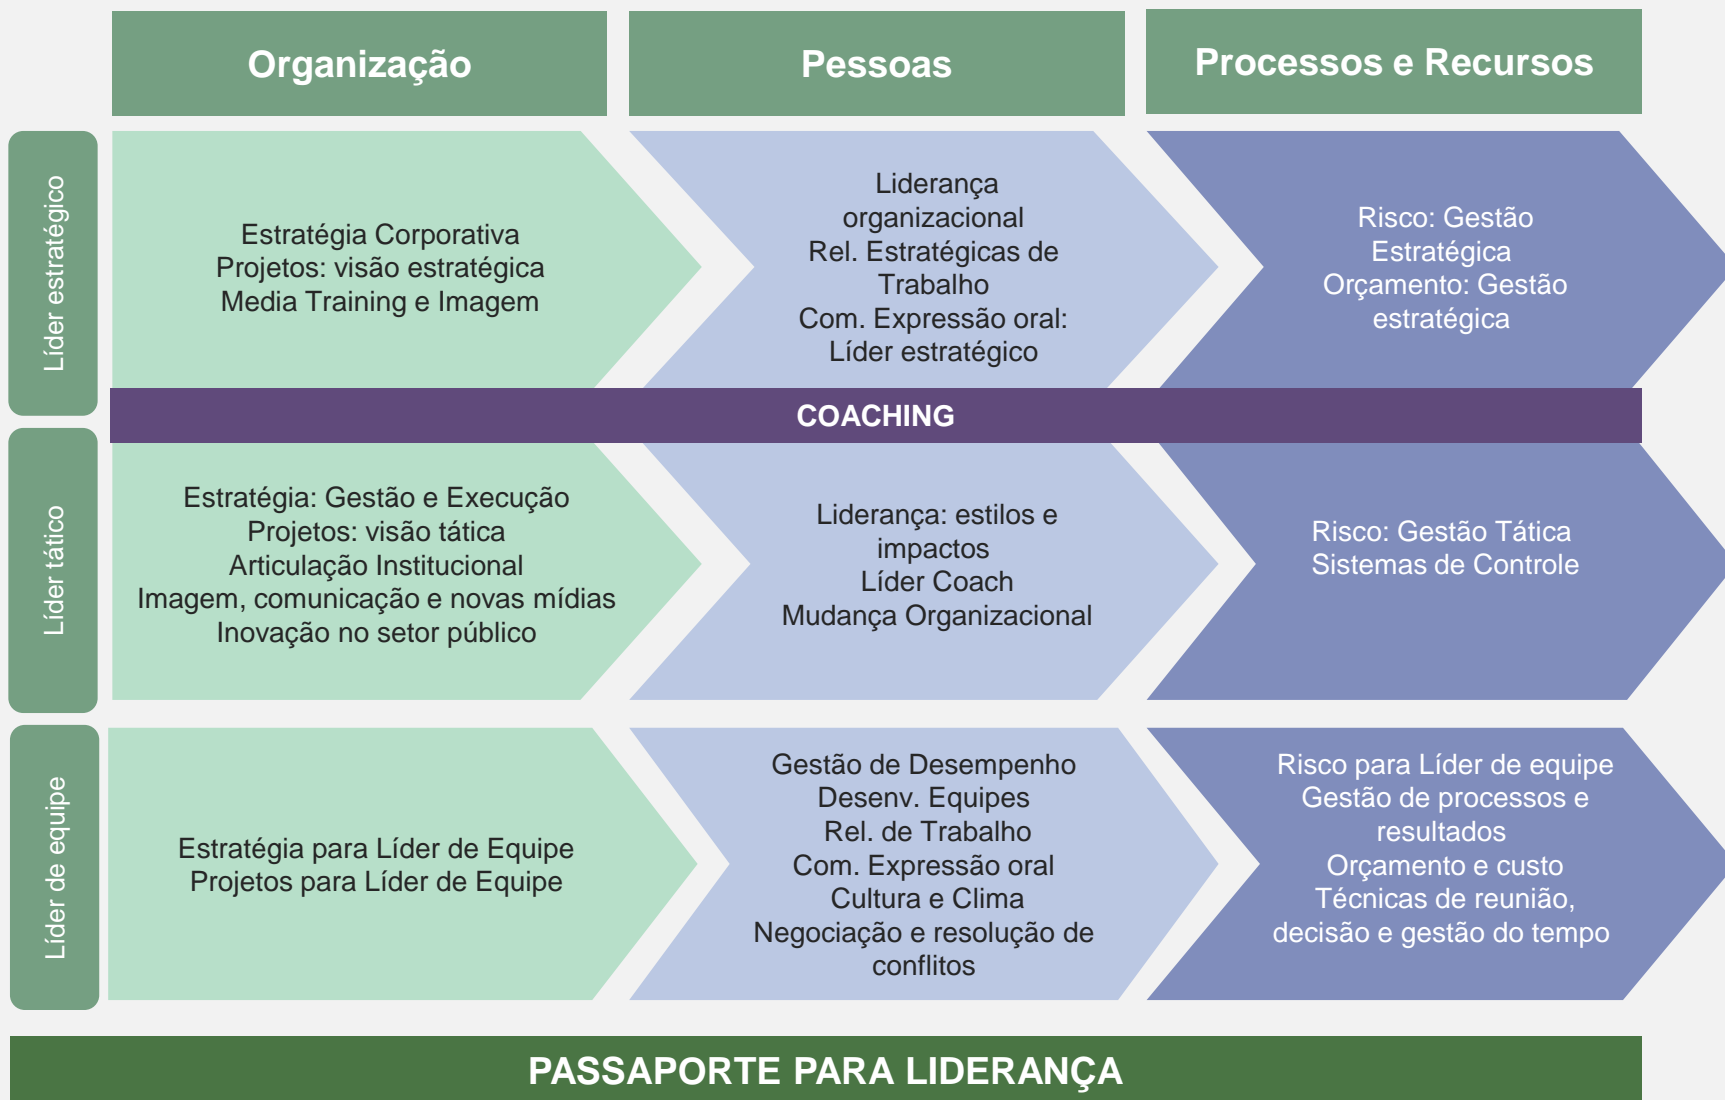 Organização
Pessoas
Processos e Recursos
Líder estratégico
Estratégia Corporativa
Projetos: visão estratégica
Media Training e Imagem
Liderança
organizacional
Rel. Estratégicas de
Trabalho
Com. Expressão oral:
Líder estratégico
Risco: Gestão
Estratégica
Orçamento: Gestão
estratégica
COACHING
Líder tático
Estratégia: Gestão e Execução
Projetos: visão tática
Articulação Institucional
Imagem, comunicação e novas mídias
Inovação no setor público
Liderança: estilos e
impactos
Líder Coach
Mudança Organizacional
Risco: Gestão Tática
Sistemas de Controle
Líder de equipe
Estratégia para Líder de Equipe
Projetos para Líder de Equipe
Gestão de Desempenho
Desenv. Equipes
Rel. de Trabalho
Com. Expressão oral
Cultura e Clima
Negociação e resolução de
conflitos
Risco para Líder de equipe
Gestão de processos e
resultados
Orçamento e custo
Técnicas de reunião,
decisão e gestão do tempo
PASSAPORTE PARA LIDERANÇA